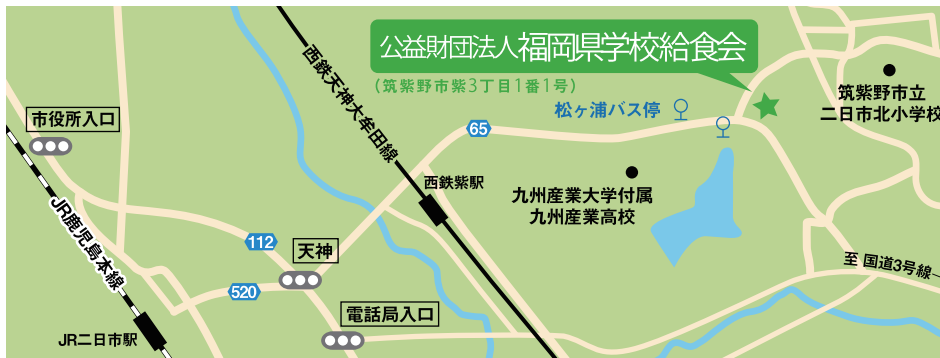 公益財団法人福岡県学校給食会
(筑紫野市紫3丁目1番1号)
筑紫野市立
二日市北小学校
松ヶ浦バス停
市役所入口
西鉄天神大牟田線
65
西鉄紫駅
九州産業大学付属
九州産業高校
JR鹿児島本線
112
天神
至 国道3号線
520
電話局入口
JR二日市駅